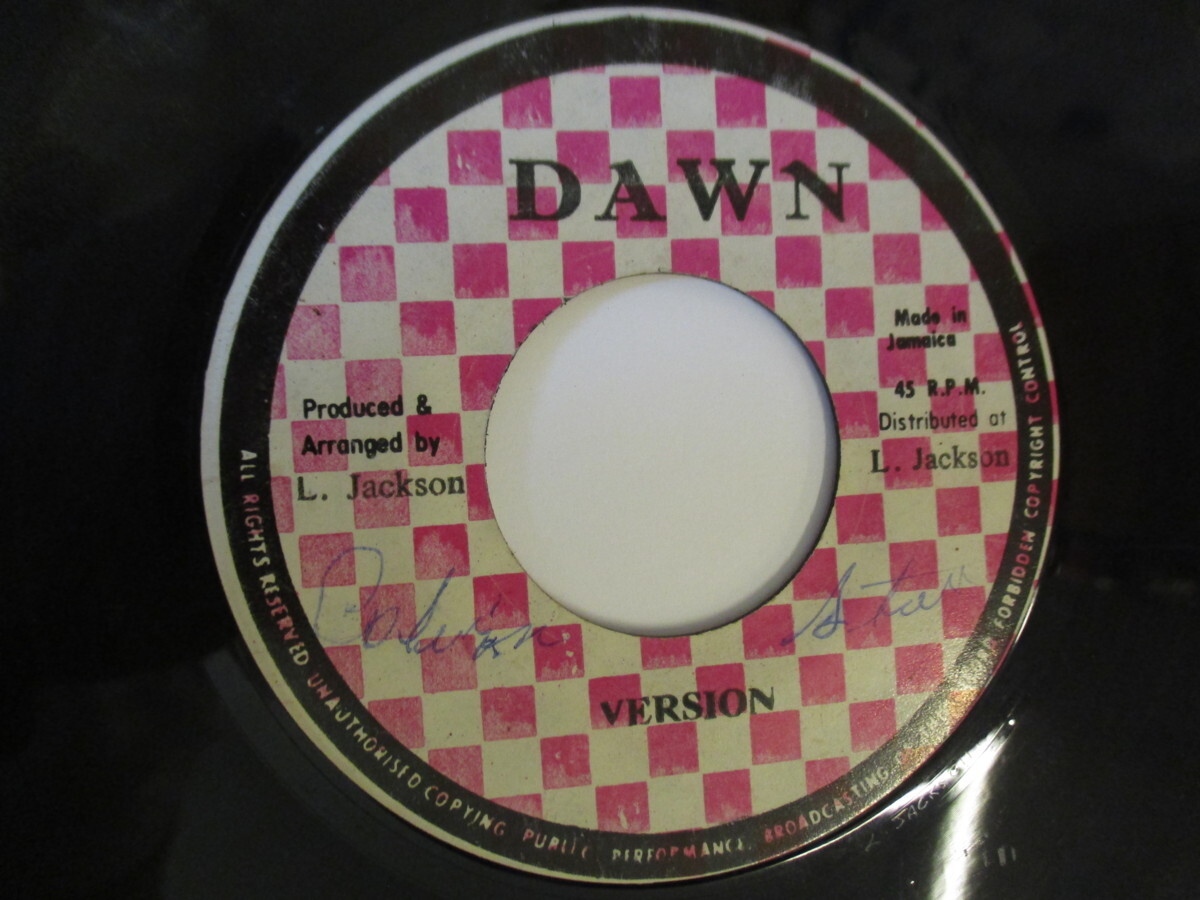 DAWN
Made in
Jamaica
45 R.P.M.
Distributed at
L. Jackson
Produced &
Arranged by
L. Jackson
VERSION
ALL RIGHTS RESERVED UNAUTHORISED COPYING PUBLIC PERFORMANCE BROADCASTING FORBIDDEN COPYRIGHT CONTROL